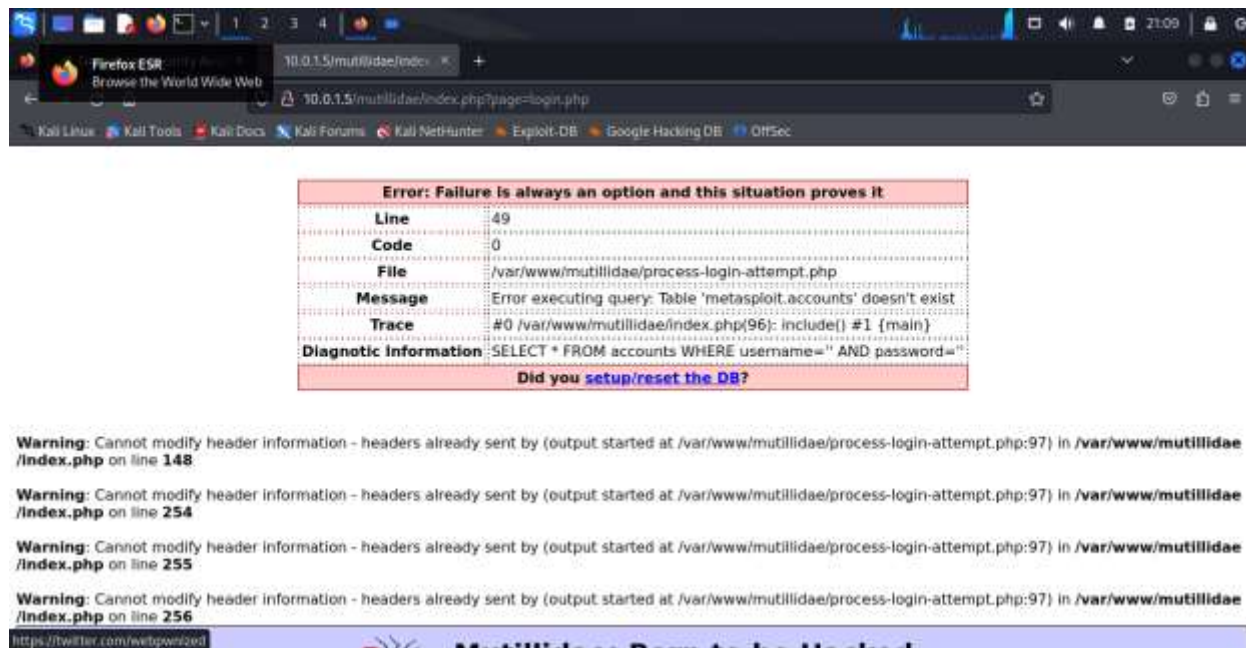 1 2 3 4
21:09
Firefox ESR
Browse the World Wide Web
10.0.1.5/mutillidae/index
10.0.1.5/mutillidae/index.php?page=login.php
Kali Linux Kali Tools Kali Docs Kali Forums Kali NetHunter Exploit-DB Google Hacking DB OffSec
Error: Failure is always an option and this situation proves it
Line 49
Code 0
File /var/www/mutillidae/process-login-attempt.php
Message Error executing query: Table 'metasploit.accounts' doesn't exist
Trace #0 /var/www/mutillidae/index.php(96): include() #1 {main}
Diagnostic Information SELECT * FROM accounts WHERE username='' AND password=''
Did you setup/reset the DB?
Warning: Cannot modify header information - headers already sent by (output started at /var/www/mutillidae/process-login-attempt.php:97) in /var/www/mutillidae
/index.php on line 148
Warning: Cannot modify header information - headers already sent by (output started at /var/www/mutillidae/process-login-attempt.php:97) in /var/www/mutillidae
/index.php on line 254
Warning: Cannot modify header information - headers already sent by (output started at /var/www/mutillidae/process-login-attempt.php:97) in /var/www/mutillidae
/index.php on line 255
Warning: Cannot modify header information - headers already sent by (output started at /var/www/mutillidae/process-login-attempt.php:97) in /var/www/mutillidae
/index.php on line 256
https://twitter.com/webpwnized
Mutillidae: Born to be Hacked